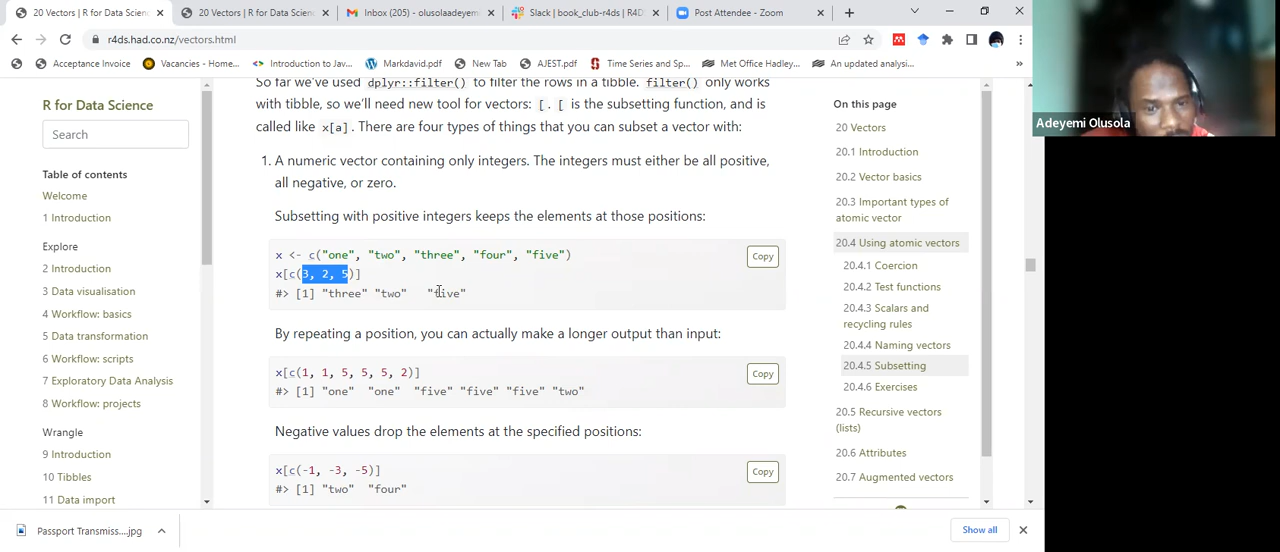 20 Vectors | R for Data Science
20 Vectors | R for Data Science
Inbox (205) - olusolaadeyem
Slack | book_club-r4ds | R4D
Post Attendee - Zoom
r4ds.had.co.nz/vectors.html
Acceptance Invoice
Vacancies - Home...
Introduction to Jav...
Markdavid.pdf
New Tab
AJEST.pdf
Time Series and Sp...
Met Office Hadley...
An updated analysi...
R for Data Science
Search
Table of contents
Welcome
1 Introduction
Explore
2 Introduction
3 Data visualisation
4 Workflow: basics
5 Data transformation
6 Workflow: scripts
7 Exploratory Data Analysis
8 Workflow: projects
Wrangle
9 Introduction
10 Tibbles
11 Data import
So far we've used dplyr::filter() to filter the rows in a tibble. filter() only works
with tibble, so we'll need new tool for vectors: [. [ is the subsetting function, and is
called like x[a]. There are four types of things that you can subset a vector with:
1. A numeric vector containing only integers. The integers must either be all positive,
all negative, or zero.
Subsetting with positive integers keeps the elements at those positions:
x <- c("one", "two", "three", "four", "five")
x[c(3, 2, 5)]
#> [1] "three" "two" "five"
Copy
By repeating a position, you can actually make a longer output than input:
x[c(1, 1, 5, 5, 5, 2)]
#> [1] "one" "one" "five" "five" "five" "two"
Copy
Negative values drop the elements at the specified positions:
x[c(-1, -3, -5)]
#> [1] "two" "four"
Copy
On this page
20 Vectors
20.1 Introduction
20.2 Vector basics
20.3 Important types of
atomic vector
20.4 Using atomic vectors
20.4.1 Coercion
20.4.2 Test functions
20.4.3 Scalars and
recycling rules
20.4.4 Naming vectors
20.4.5 Subsetting
20.4.6 Exercises
20.5 Recursive vectors
(lists)
20.6 Attributes
20.7 Augmented vectors
Adeyemi Olusola
Passport Transmiss....jpg
Show all